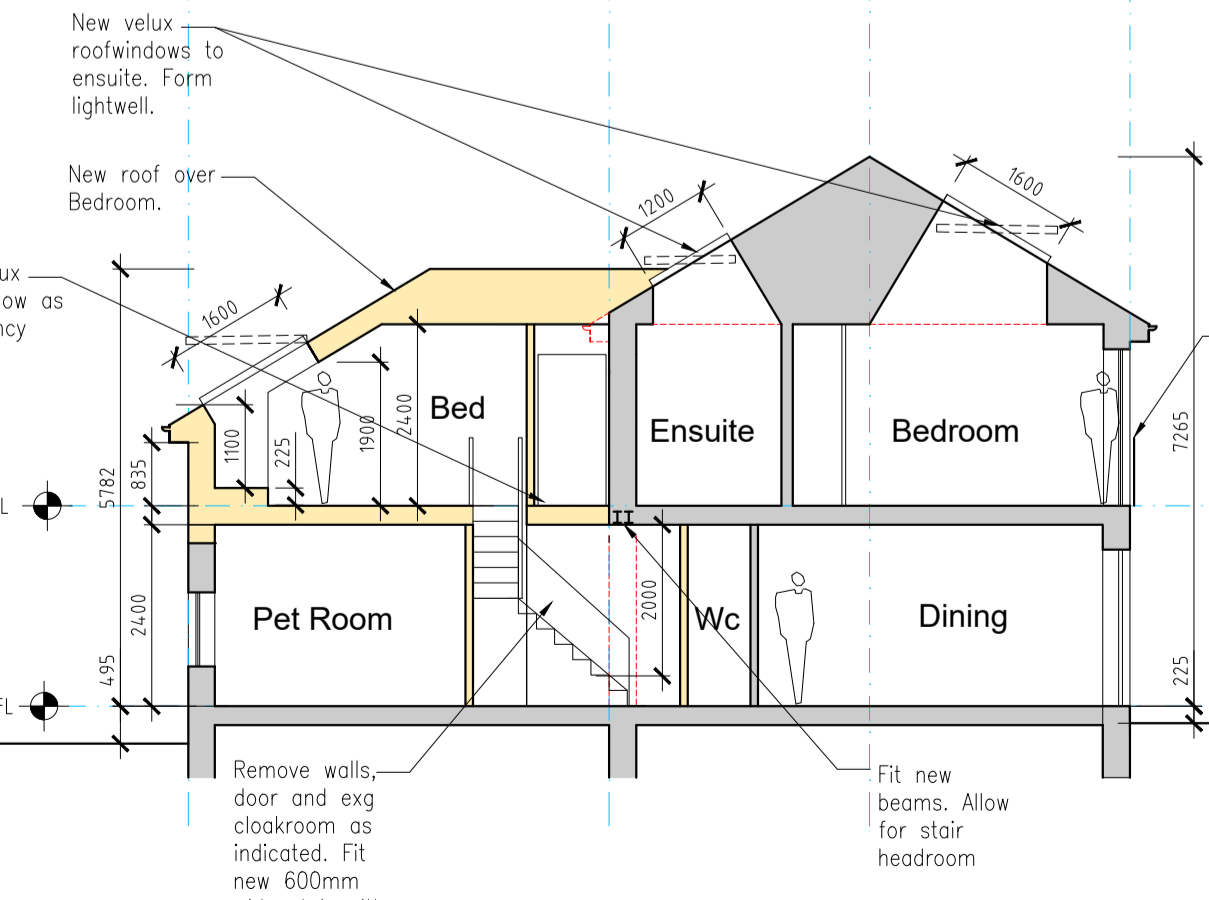 New velux
roofwindows to
ensuite. Form
lightwell.
New roof over
Bedroom.
ow as
1600
1200
1600
Bed
Ensuite
Bedroom
1100
225
1900
2400
5782
835
7265
FL
Pet Room
Wc
Dining
2400
2000
495
225
FL
Remove walls,
door and exg
cloakroom as
indicated. Fit
new 600mm
Fit new
beams. Allow
for stair
headroom